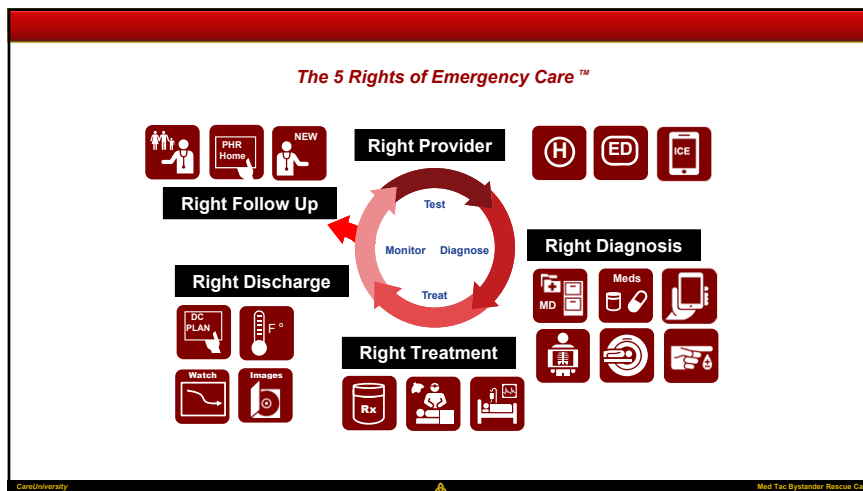 The 5 Rights of Emergency Care ™
Right Provider
NEW
PHR
Home
H
ED
ICE
Right Follow Up
Test
Monitor
Diagnose
Treat
Right Diagnosis
MD
Meds
Right Discharge
DC
PLAN
F °
Watch
Images
Right Treatment
Rx
CareUniversity
Med Tac Bystander Rescue Ca